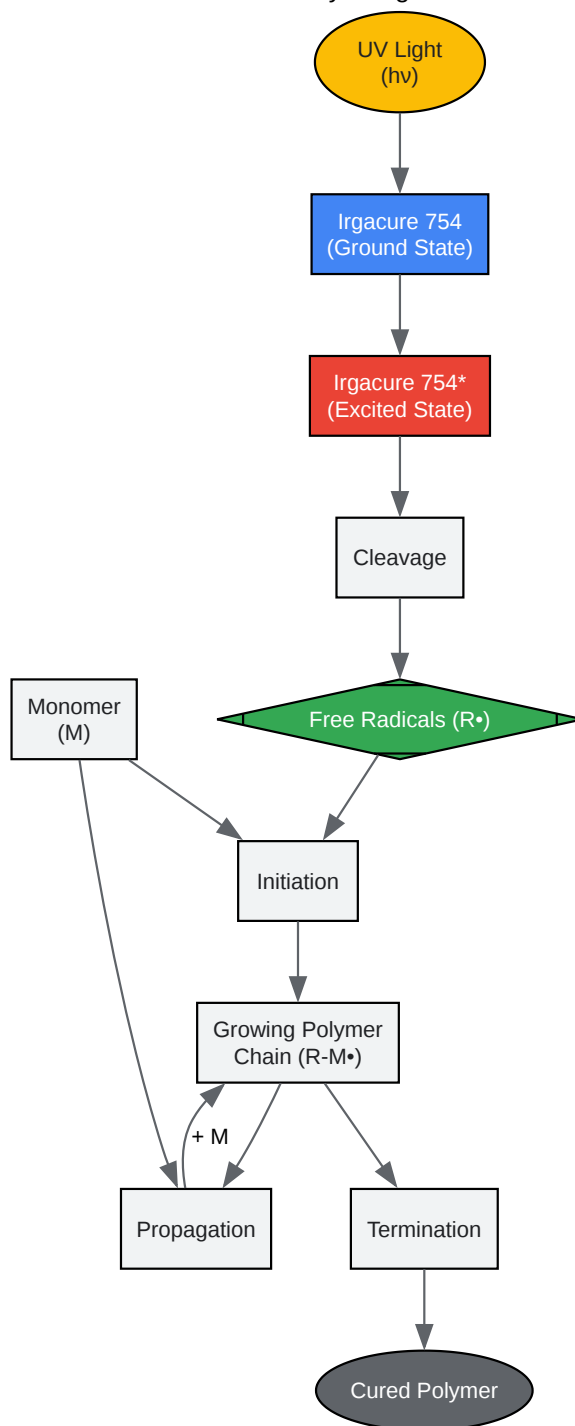 UV Light
(hν)
Irgacure 754
(Ground State)
Irgacure 754*
(Excited State)
Cleavage
Monomer
(M)
Free Radicals (R•)
Initiation
Growing Polymer
Chain (R-M•)
+ M
Propagation
Termination
Cured Polymer